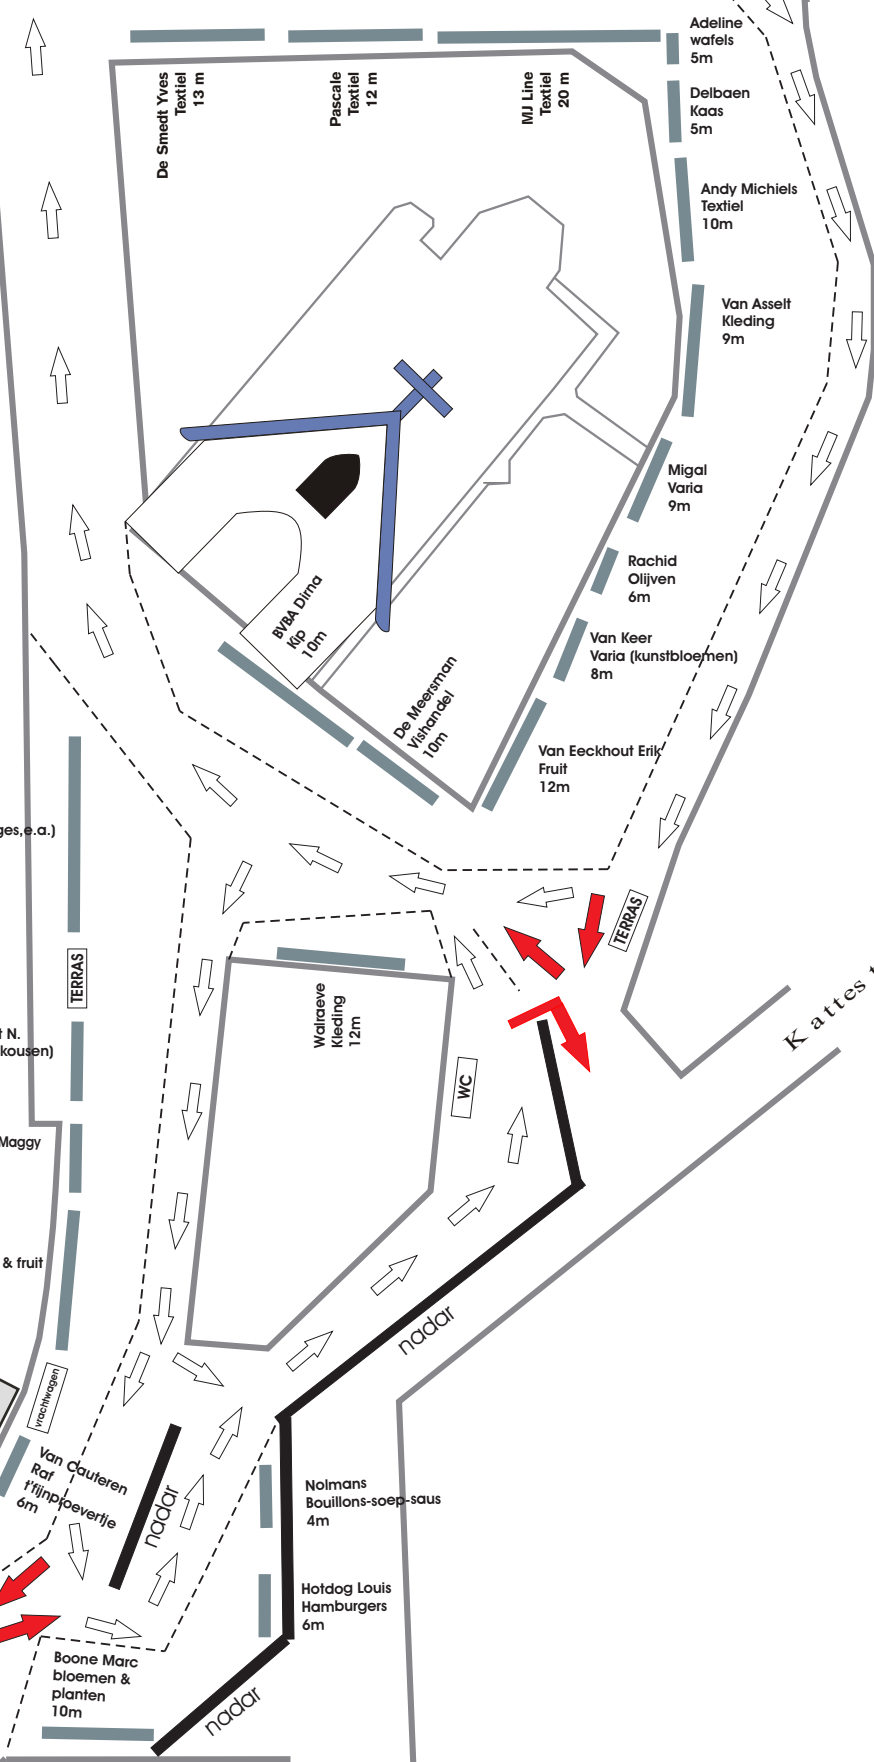 De Smedt Yves
Textiel
13 m
Pascale
Textiel
12 m
MJ Line
Textiel
20 m
Adeline
wafels
5m
Delbaen
Kaas
5m
Andy Michiels
Textiel
10m
Van Asselt
Kleding
9m
Migal
Varia
9m
Rachid
Olijven
6m
Van Keer
Varia (kunstbloemen)
8m
Van Eeckhout Erik
Fruit
12m
BVBA Dirna
Kip
10m
De Meersman
Vishandel
10m
ges,e.a.)
TERRAS
TERRAS
Walraeve
Kleding
12m
WC
Kattest
t N.
kousen)
Maggy
& fruit
vrachtwagen
Van Cauteren
Raf
t'fijnproevertje
6m
nadar
nadar
Nolmans
Bouillons-soep-saus
4m
Hotdog Louis
Hamburgers
6m
Boone Marc
bloemen &
planten
10m
nadar